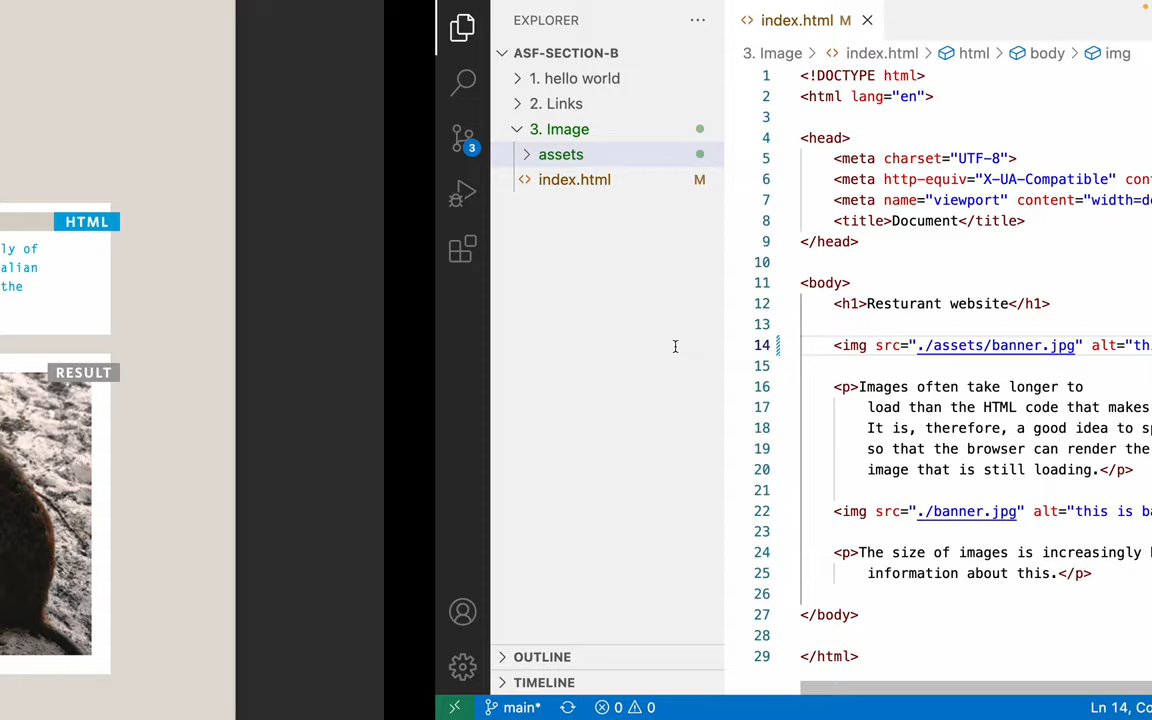 HTML
ly of
alian
the
RESULT
EXPLORER
ASF-SECTION-B
1. hello world
2. Links
3. Image
assets
index.html M
3
OUTLINE
TIMELINE
index.html M
3. Image > index.html > html > body > img
1 <!DOCTYPE html>
2 <html lang="en">
3
4 <head>
5 <meta charset="UTF-8">
6 <meta http-equiv="X-UA-Compatible" con
7 <meta name="viewport" content="width=d
8 <title>Document</title>
9 </head>
10
11 <body>
12 <h1>Resturant website</h1>
13
14 <img src="./assets/banner.jpg" alt="th
15
16 <p>Images often take longer to
17 load than the HTML code that makes
18 It is, therefore, a good idea to s
19 so that the browser can render the
20 image that is still loading.</p>
21
22 <img src="./banner.jpg" alt="this is b
23
24 <p>The size of images is increasingly
25 information about this.</p>
26
27 </body>
28
29 </html>
main* 0 0
Ln 14, Co